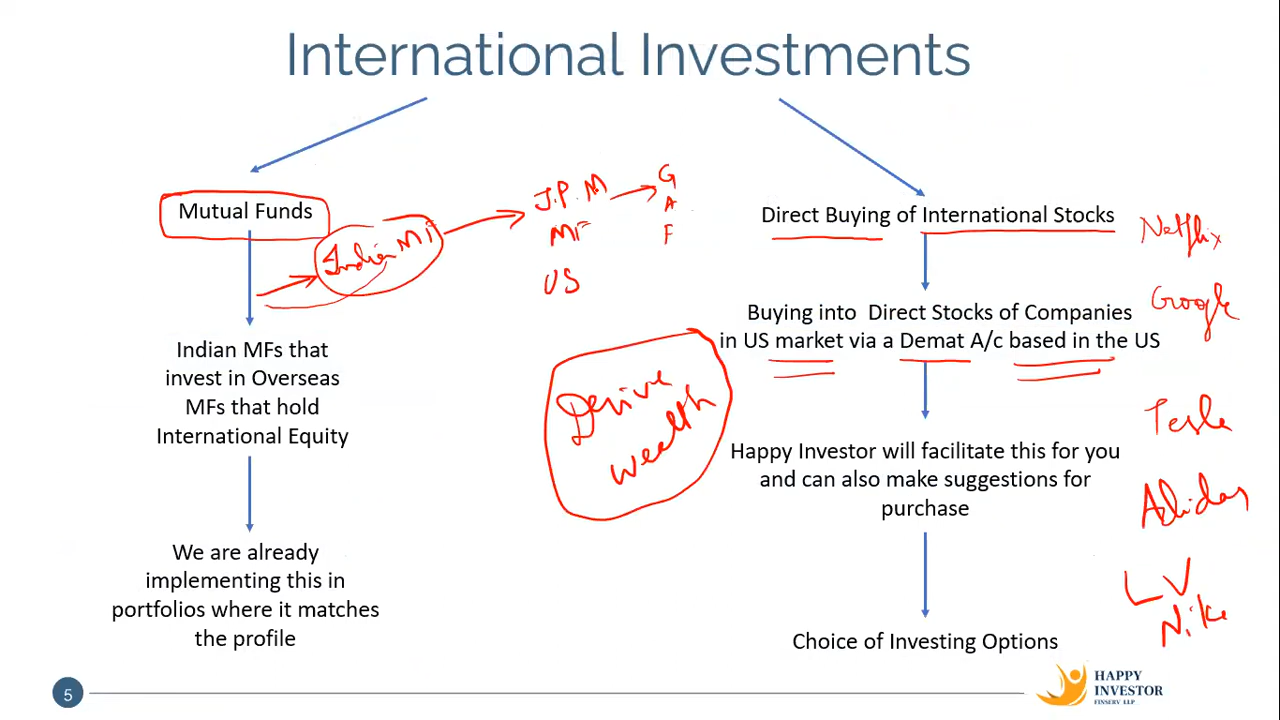 International Investments
Mutual Funds
Indian MF
J.P.M
MF
US
G
A
F
Indian MFs that
invest in Overseas
MFs that hold
International Equity
We are already
implementing this in
portfolios where it matches
the profile
Derive
wealth
Direct Buying of International Stocks
Buying into Direct Stocks of Companies
in US market via a Demat A/c based in the US
Happy Investor will facilitate this for you
and can also make suggestions for
purchase
Choice of Investing Options
Netflix
Google
Tesla
Adidas
LV
Nike
5
HAPPY
INVESTOR
FINSERV LLP